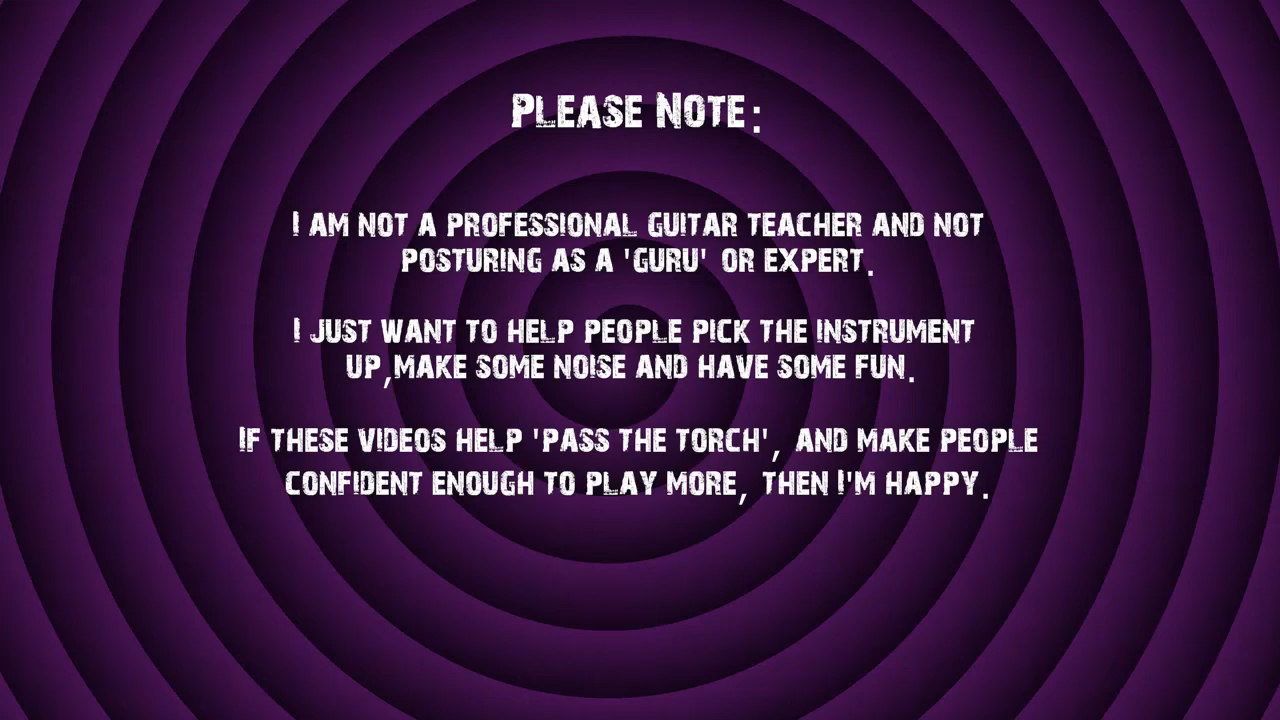 Please Note:
I am not a professional guitar teacher and not
posturing as a 'guru' or expert.
I just want to help people pick the instrument
up,make some noise and have some fun.
If these videos help 'pass the torch', and make people
confident enough to play more, then I'm happy.